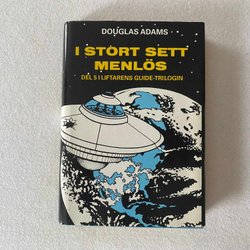 DOUGLAS ADAMS
I STORT SETT
MENLÖS
DEL 5 I LIFTARENS GUIDE-TRILOGIN